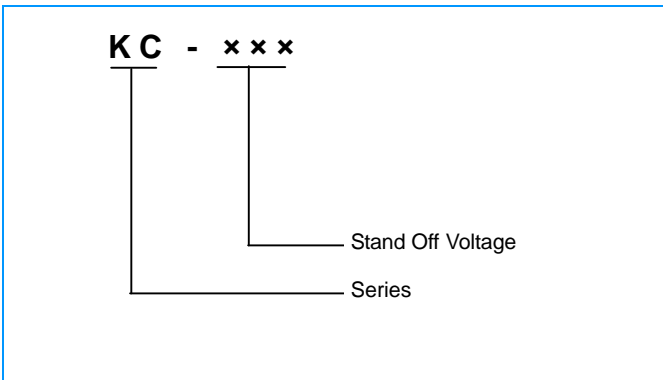 KC - ×××
Stand Off Voltage
Series